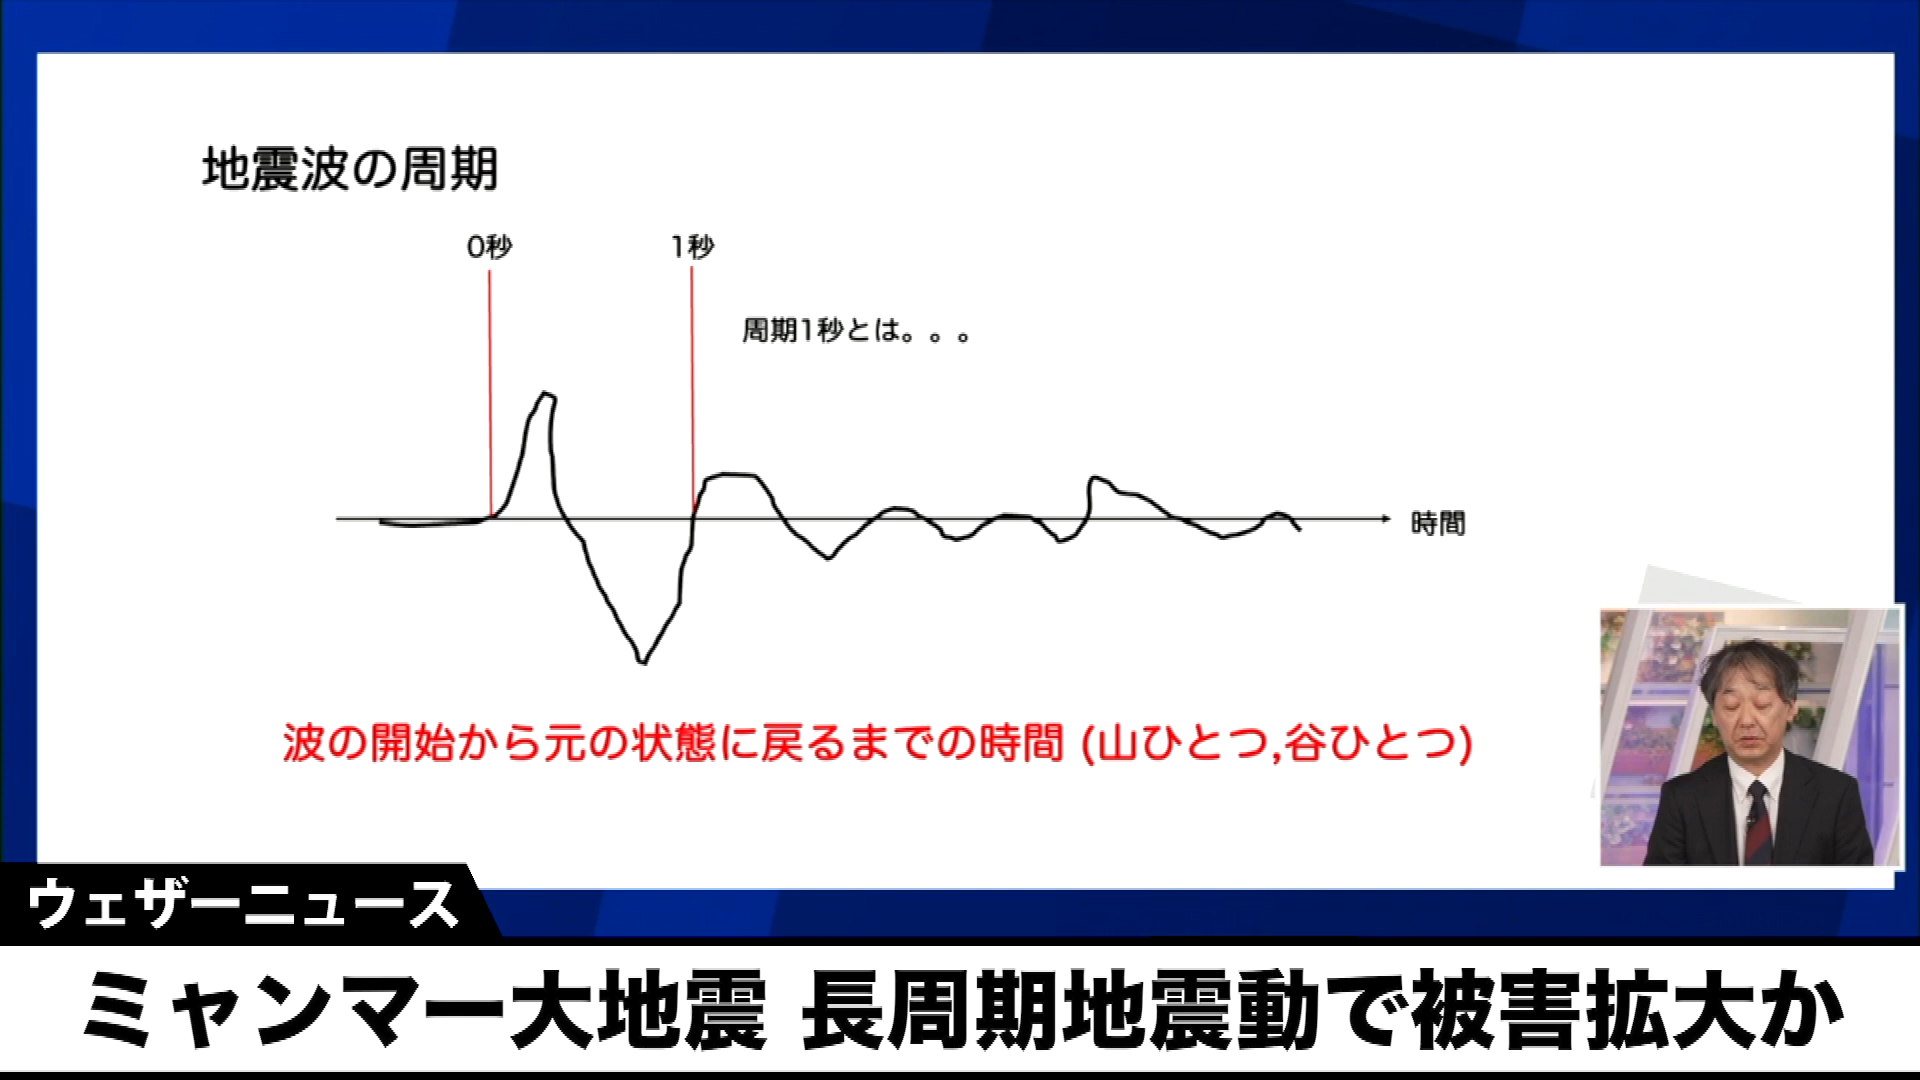 地震波の周期
0秒
1秒
周期1秒とは。。。
時間
波の開始から元の状態に戻るまでの時間 (山ひとつ,谷ひとつ)
ウェザーニュース
ミャンマー大地震 長周期地震動で被害拡大か